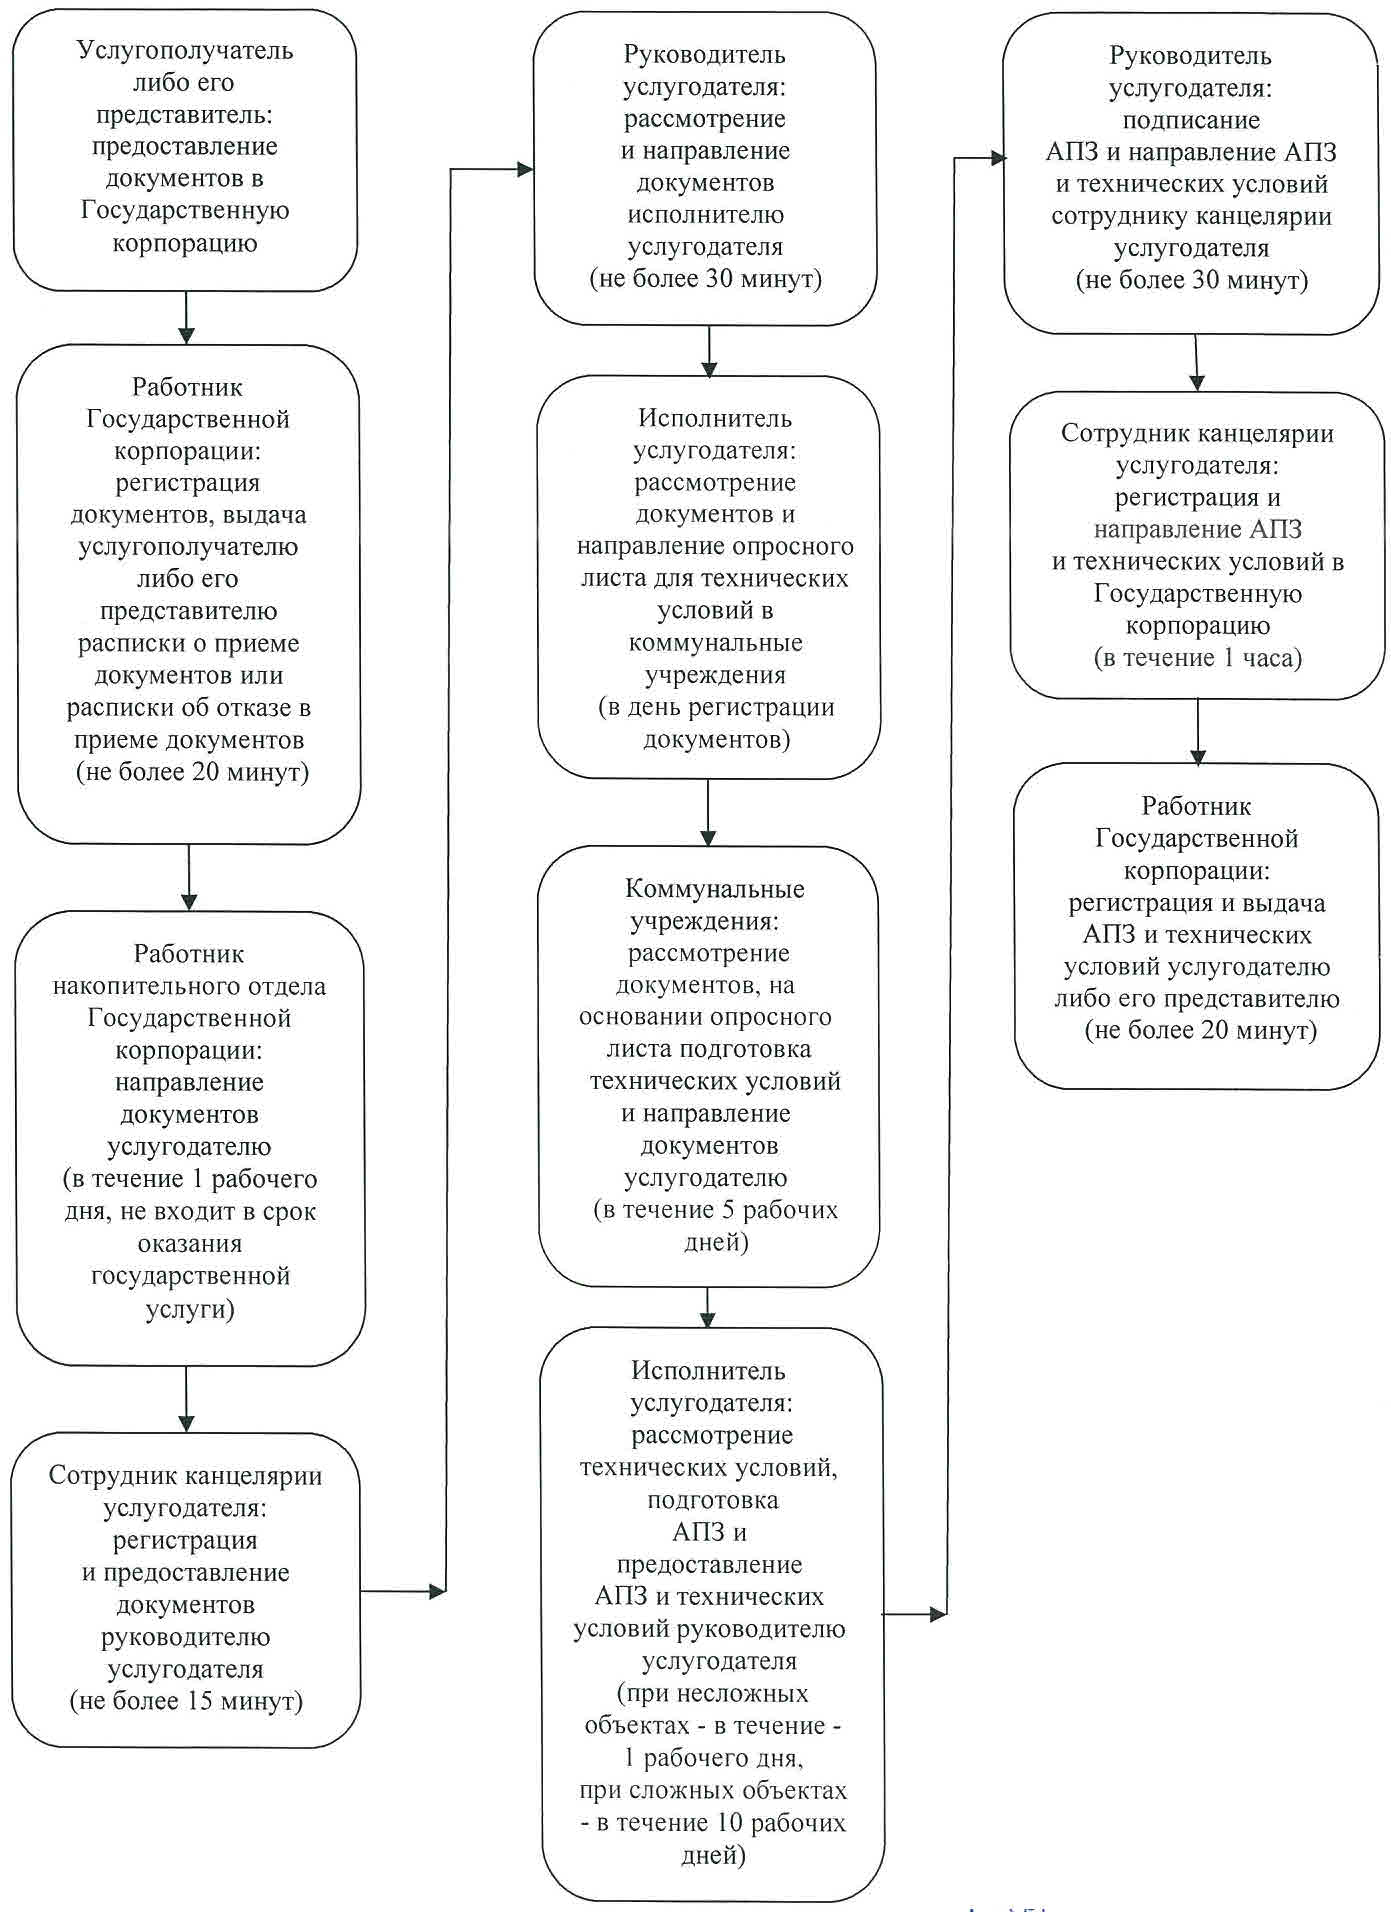 Услугополучатель
либо его
представитель:
предоставление
документов в
Государственную
корпорацию
Работник
Государственной
корпорации:
регистрация
документов, выдача
услугополучателю
либо его
представителю
расписки о приеме
документов или
расписки об отказе в
приеме документов
(не более 20 минут)
Работник
накопительного отдела
Государственной
корпорации:
направление
документов
услугодателю
(в течение 1 рабочего
дня, не входит в срок
оказания
государственной
услуги)
Сотрудник канцелярии
услугодателя:
регистрация
и предоставление
документов
руководителю
услугодателя
(не более 15 минут)
Руководитель
услугодателя:
рассмотрение
и направление
документов
исполнителю
услугодателя
(не более 30 минут)
Исполнитель
услугодателя:
рассмотрение
документов и
направление опросного
листа для технических
условий в
коммунальные
учреждения
(в день регистрации
документов)
Коммунальные
учреждения:
рассмотрение
документов, на
основании опросного
листа подготовка
технических условий
и направление
документов
услугодателю
(в течение 5 рабочих
дней)
Исполнитель
услугодателя:
рассмотрение
технических условий,
подготовка
АПЗ и
предоставление
АПЗ и технических
условий руководителю
услугодателя
(при несложных
объектах - в течение -
1 рабочего дня,
при сложных объектах
- в течение 10 рабочих
дней)
Руководитель
услугодателя:
подписание
АПЗ и направление АПЗ
и технических условий
сотруднику канцелярии
услугодателя
(не более 30 минут)
Сотрудник канцелярии
услугодателя:
регистрация и
направление АПЗ
и технических условий в
Государственную
корпорацию
(в течение 1 часа)
Работник
Государственной
корпорации:
регистрация и выдача
АПЗ и технических
условий услугодателю
либо его представителю
(не более 20 минут)